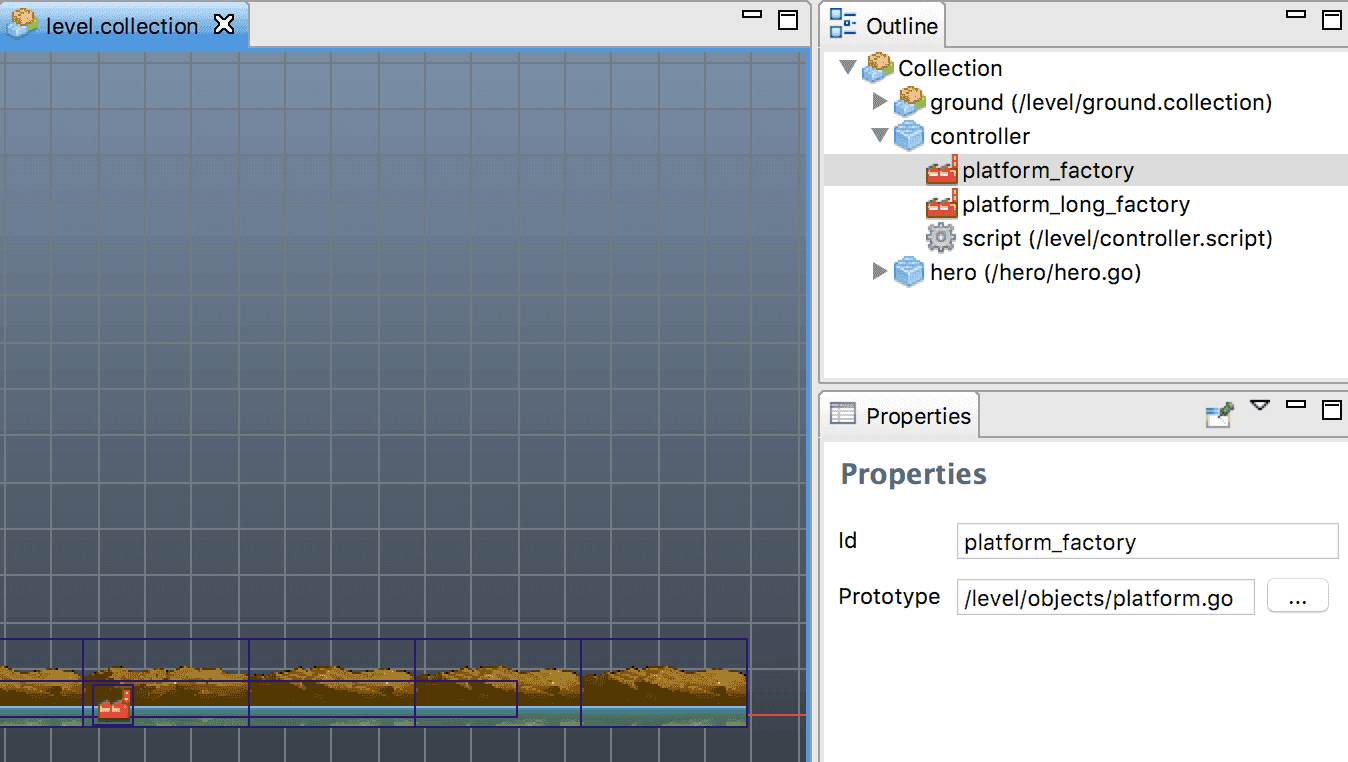 level.collection
Outline
Collection
ground (/level/ground.collection)
controller
platform_factory
platform_long_factory
script (/level/controller.script)
hero (/hero/hero.go)
Properties
Properties
Id
platform_factory
Prototype
/level/objects/platform.go
...